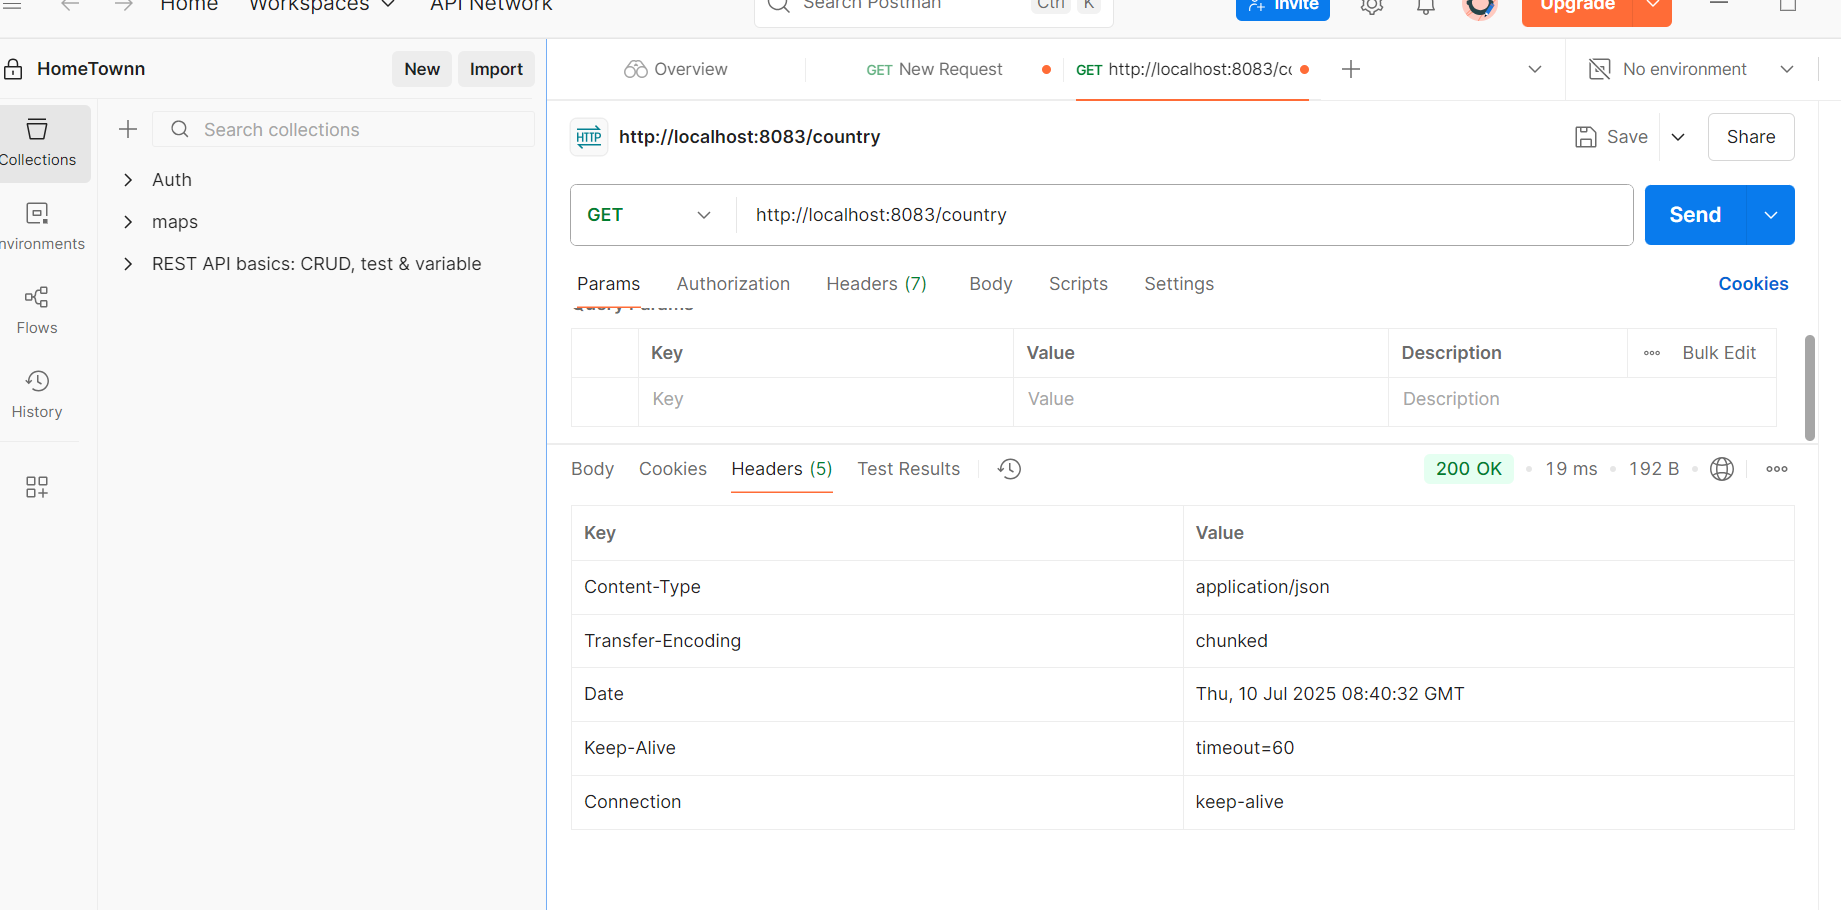 Home Workspaces API Network Search Postman Ctrl K Invite Upgrade
HomeTownn New Import
Overview GET New Request GET http://localhost:8083/cc No environment
Collections
nvironments
Flows
History
Search collections
Auth
maps
REST API basics: CRUD, test & variable
HTTP http://localhost:8083/country Save Share
GET http://localhost:8083/country Send
Params Authorization Headers (7) Body Scripts Settings Cookies
Query Params
Key Value Description Bulk Edit
Key Value Description
Body Cookies Headers (5) Test Results 200 OK 19 ms 192 B
Key Value
Content-Type application/json
Transfer-Encoding chunked
Date Thu, 10 Jul 2025 08:40:32 GMT
Keep-Alive timeout=60
Connection keep-alive